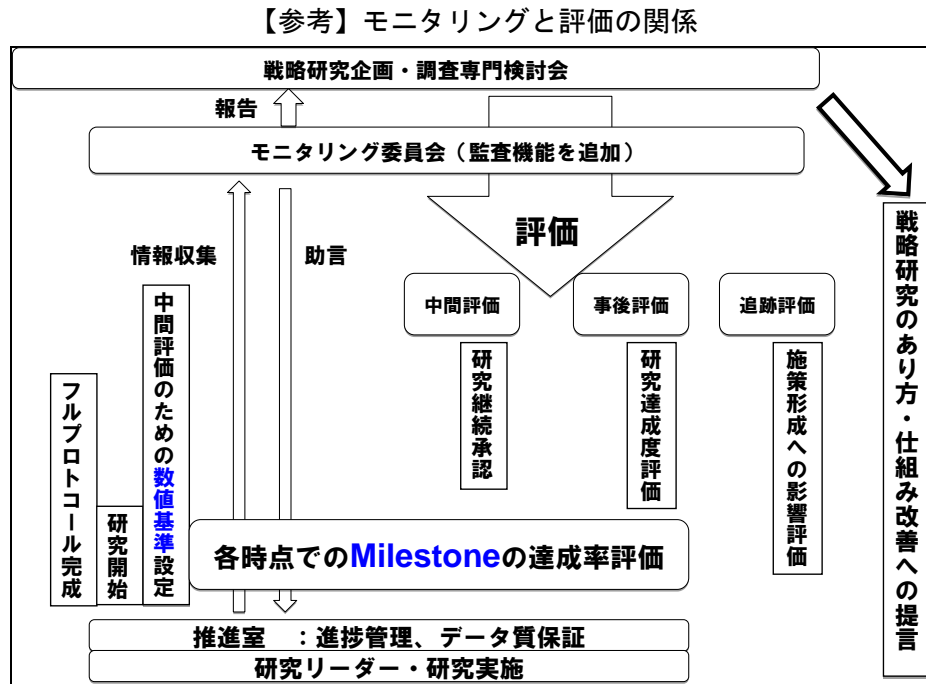 【参考】モニタリングと評価の関係
戦略研究企画・調査専門検討会
報告
モニタリング委員会（監査機能を追加）
評価
情報収集
助言
中間評価
事後評価
追跡評価
フルプロトコール完成
研究開始
中間評価のための数値基準設定
研究継続承認
研究達成度評価
施策形成への影響評価
戦略研究のあり方・仕組み改善への提言
各時点でのMilestoneの達成率評価
推進室　：進捗管理、データ質保証
研究リーダー・研究実施